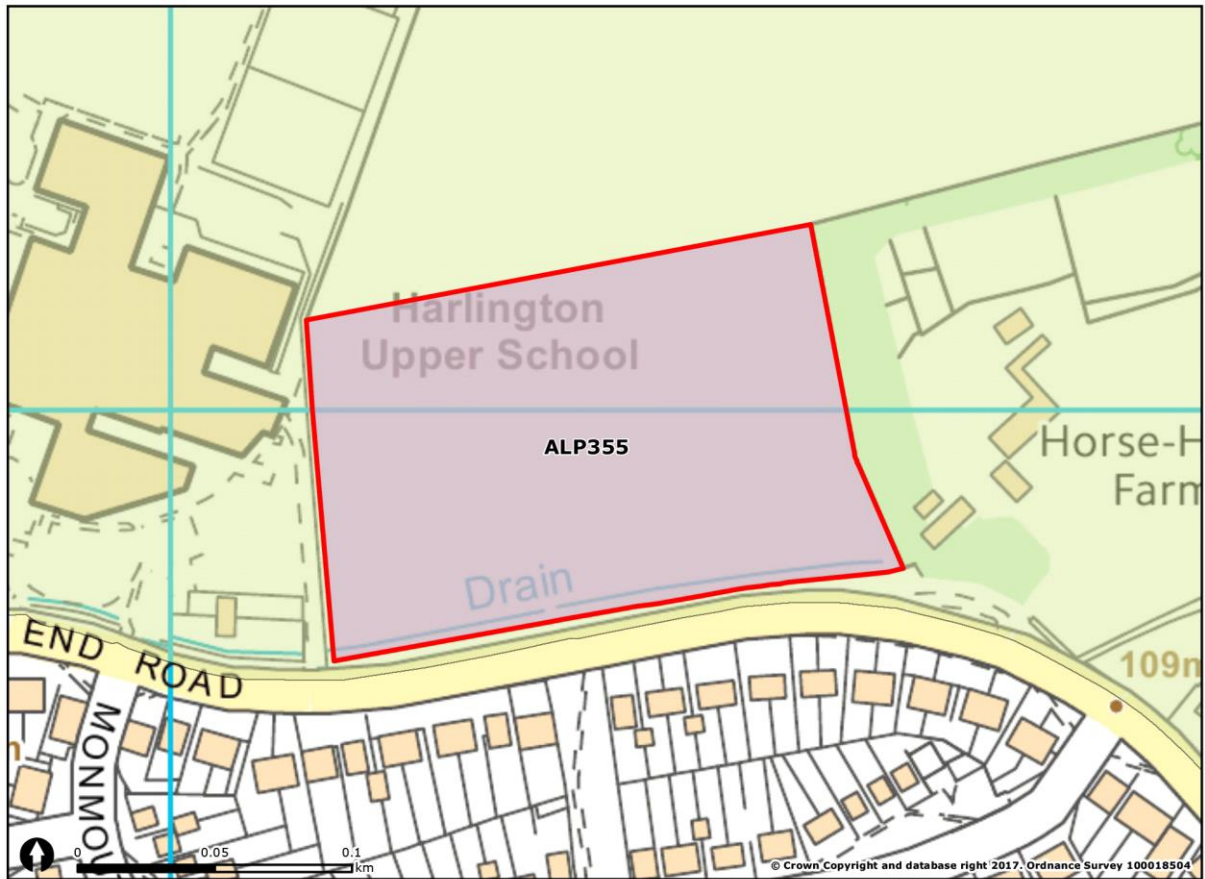 Harlington
Upper School
ALP355
Horse-H
Farm
Drain
END ROAD
109m
MONMOU
m
0 0.05 0.1
km
© Crown Copyright and database right 2017. Ordnance Survey 100018504